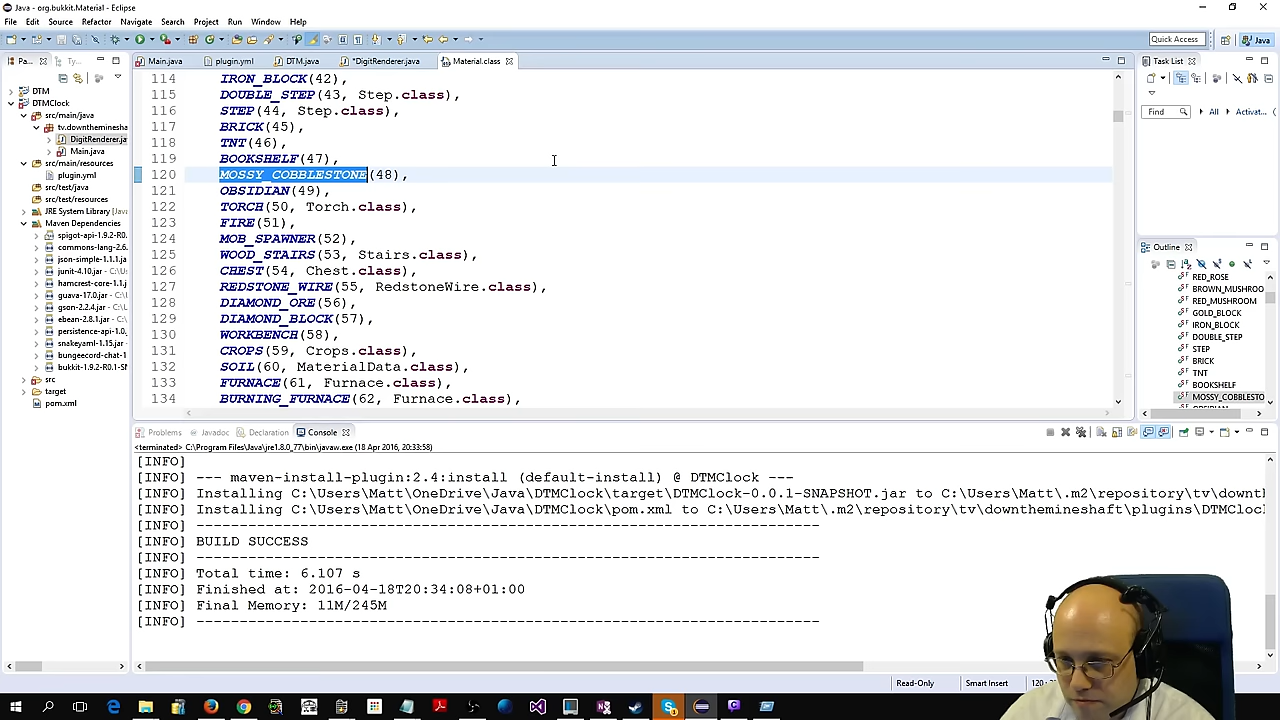 Java - org.bukkit.Material - Eclipse
File Edit Source Refactor Navigate Search Project Run Window Help
Quick Access Java
Pa... Ty... Main.java plugin.yml DTM.java *DigitRenderer.java Material.class Task List
DTM
DTMClock
src/main/java
tv.downtheminesh
DigitRenderer.ja
Main.java
src/main/resources
plugin.yml
src/test/java
src/test/resources
JRE System Library [Java
Maven Dependencies
spigot-api-1.9.2-R0.
commons-lang-2.6.
json-simple-1.1.1.ja
junit-4.10.jar - C:\Us
hamcrest-core-1.1.j
guava-17.0.jar - C:\U
gson-2.2.4.jar - C:\U
ebean-2.8.1.jar - C:\
persistence-api-1.0.
snakeyaml-1.15.jar -
bungeecord-chat-1
bukkit-1.9.2-R0.1-SN
src
target
pom.xml
114 IRON_BLOCK(42),
115 DOUBLE_STEP(43, Step.class),
116 STEP(44, Step.class),
117 BRICK(45),
118 TNT(46),
119 BOOKSHELF(47),
120 MOSSY_COBBLESTONE(48),
121 OBSIDIAN(49),
122 TORCH(50, Torch.class),
123 FIRE(51),
124 MOB_SPAWNER(52),
125 WOOD_STAIRS(53, Stairs.class),
126 CHEST(54, Chest.class),
127 REDSTONE_WIRE(55, RedstoneWire.class),
128 DIAMOND_ORE(56),
129 DIAMOND_BLOCK(57),
130 WORKBENCH(58),
131 CROPS(59, Crops.class),
132 SOIL(60, MaterialData.class),
133 FURNACE(61, Furnace.class),
134 BURNING_FURNACE(62, Furnace.class),
Find All Activat...
Outline
RED_ROSE
BROWN_MUSHROO
RED_MUSHROOM
GOLD_BLOCK
IRON_BLOCK
DOUBLE_STEP
STEP
BRICK
TNT
BOOKSHELF
MOSSY_COBBLESTO
Problems Javadoc Declaration Console
<terminated> C:\Program Files\Java\jre1.8.0_77\bin\javaw.exe (18 Apr 2016, 20:33:58)
[INFO]
[INFO] --- maven-install-plugin:2.4:install (default-install) @ DTMClock ---
[INFO] Installing C:\Users\Matt\OneDrive\Java\DTMClock\target\DTMClock-0.0.1-SNAPSHOT.jar to C:\Users\Matt\.m2\repository\tv\downth
[INFO] Installing C:\Users\Matt\OneDrive\Java\DTMClock\pom.xml to C:\Users\Matt\.m2\repository\tv\downthemineshaft\plugins\DTMCloc
[INFO] ------------------------------------------------------------------------
[INFO] BUILD SUCCESS
[INFO] ------------------------------------------------------------------------
[INFO] Total time: 6.107 s
[INFO] Finished at: 2016-04-18T20:34:08+01:00
[INFO] Final Memory: 11M/245M
[INFO] ------------------------------------------------------------------------
Read-Only Smart Insert 120 :